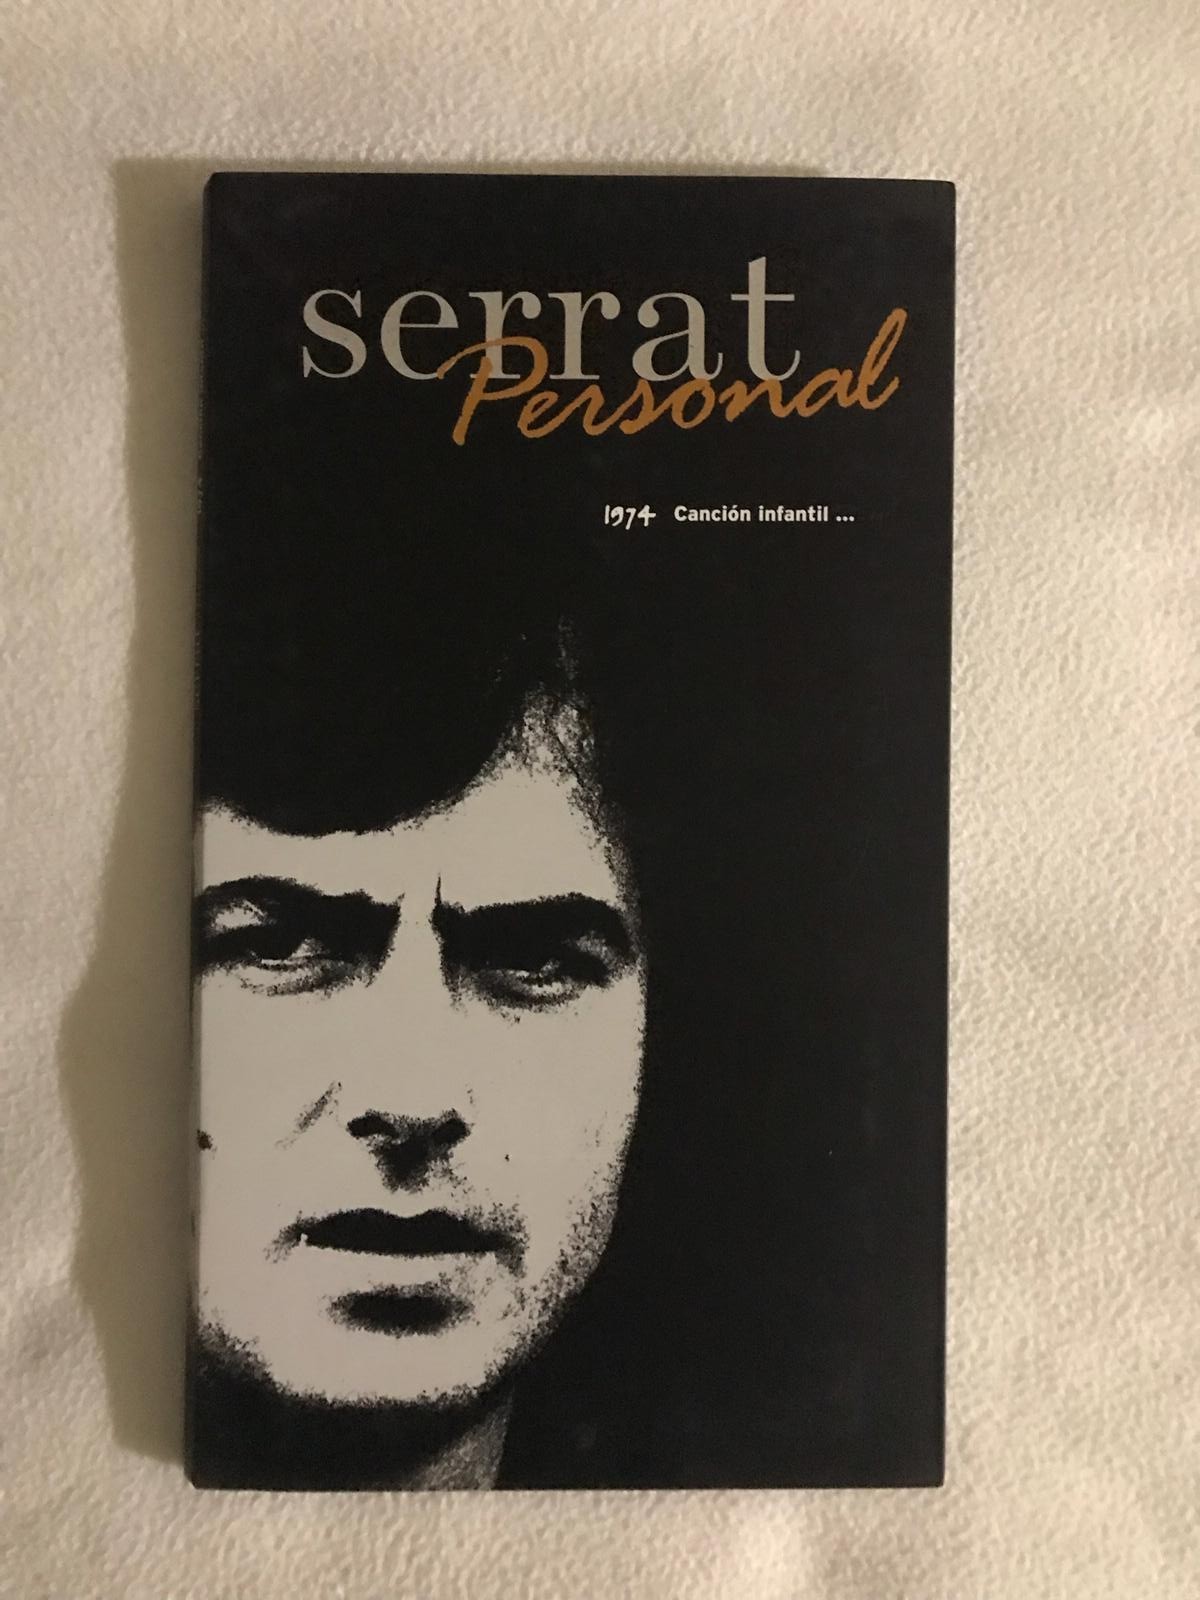 serrat
Personal
1974 Canción infantil ...